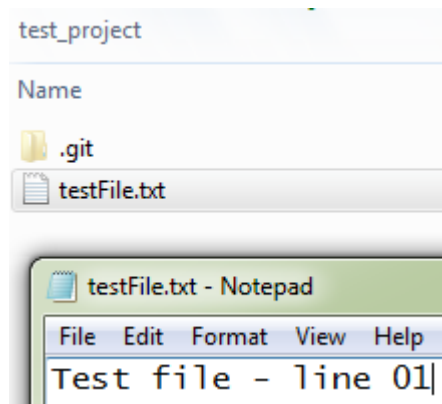 test_project
Name
.git
testFile.txt
testFile.txt - Notepad
File Edit Format View Help
Test file - line 01